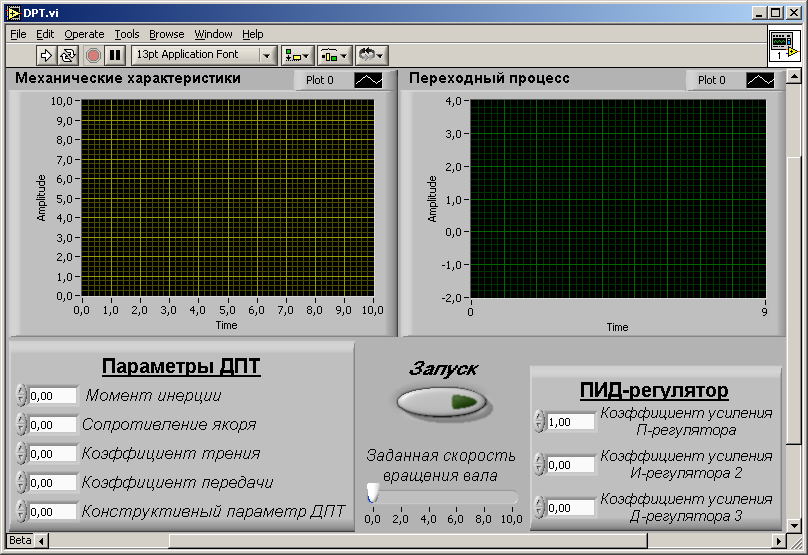 DPT.vi
File Edit Operate Tools Browse Window Help
13pt Application Font
1
Механические характеристики
Plot 0
10,0
9,0
8,0
7,0
6,0
5,0
4,0
3,0
2,0
1,0
0,0
Amplitude
0,0 1,0 2,0 3,0 4,0 5,0 6,0 7,0 8,0 9,0 10,0
Time
Переходный процесс
Plot 0
4,0
3,0
2,0
1,0
0,0
-1,0
-2,0
Amplitude
0 9
Time
Параметры ДПТ
0,00 Момент инерции
0,00 Сопротивление якоря
0,00 Коэффициент трения
0,00 Коэффициент передачи
0,00 Конструктивный параметр ДПТ
Запуск
Заданная скорость
вращения вала
0,0 2,0 4,0 6,0 8,0 10,0
ПИД-регулятор
1,00 Коэффициент усиления
П-регулятора
0,00 Коэффициент усиления
И-регулятора 2
0,00 Коэффициент усиления
Д-регулятора 3
Beta